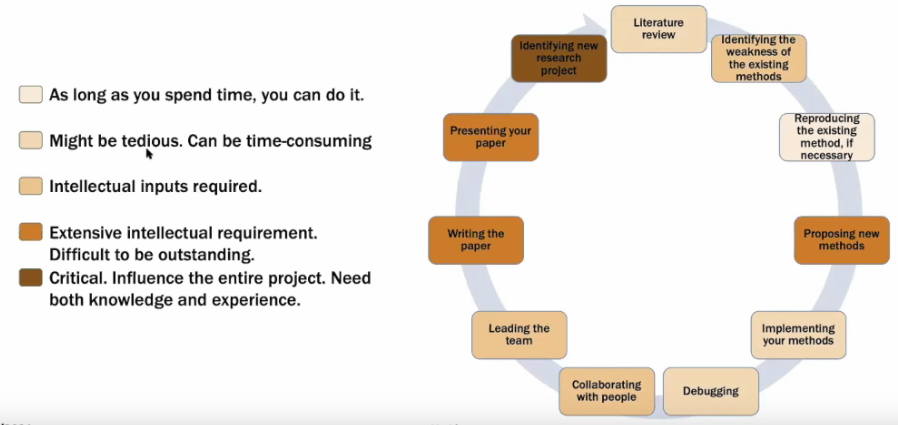 As long as you spend time, you can do it.
Might be tedious. Can be time-consuming
Intellectual inputs required.
Extensive intellectual requirement.
Difficult to be outstanding.
Critical. Influence the entire project. Need
both knowledge and experience.
Literature
review
Identifying the
weakness of
the existing
methods
Reproducing
the existing
method, if
necessary
Proposing new
methods
Implementing
your methods
Debugging
Collaborating
with people
Leading the
team
Writing the
paper
Presenting your
paper
Identifying new
research
project